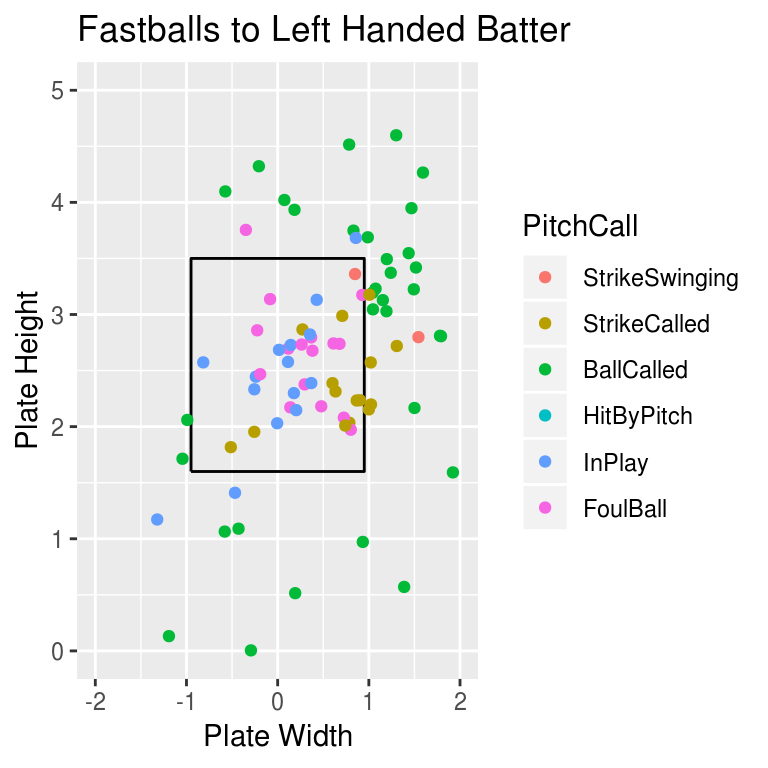 Fastballs to Left Handed Batter
5
4
3
2
1
0
-2 -1 0 1 2
Plate Width
Plate Height
PitchCall
StrikeSwinging
StrikeCalled
BallCalled
HitByPitch
InPlay
FoulBall